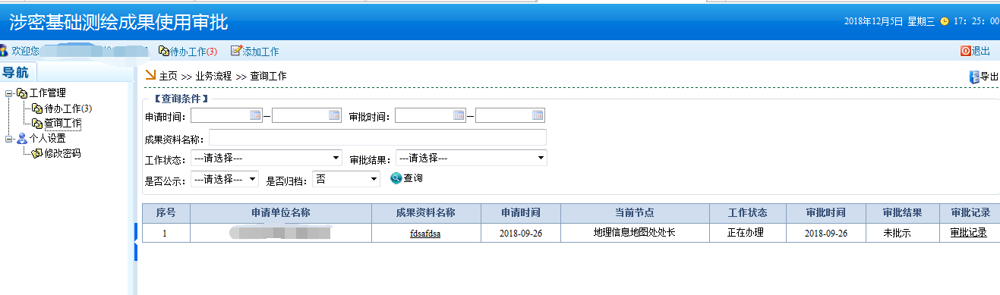 涉密基础测绘成果使用审批
2018年12月5日 星期三 17：25：00
欢迎您 待办工作(3) 添加工作 退出
导航
工作管理
待办工作(3)
查询工作
个人设置
修改密码
主页 >> 业务流程 >> 查询工作 导出
【查询条件】
申请时间： — 审批时间： —
成果资料名称：
工作状态： ---请选择--- 审批结果： ---请选择---
是否公示： ---请选择--- 是否归档： 否 查询
序号 申请单位名称 成果资料名称 申请时间 当前节点 工作状态 审批时间 审批结果 审批记录
1 fdsafdsa 2018-09-26 地理信息地图处处长 正在办理 2018-09-26 未批示 审批记录